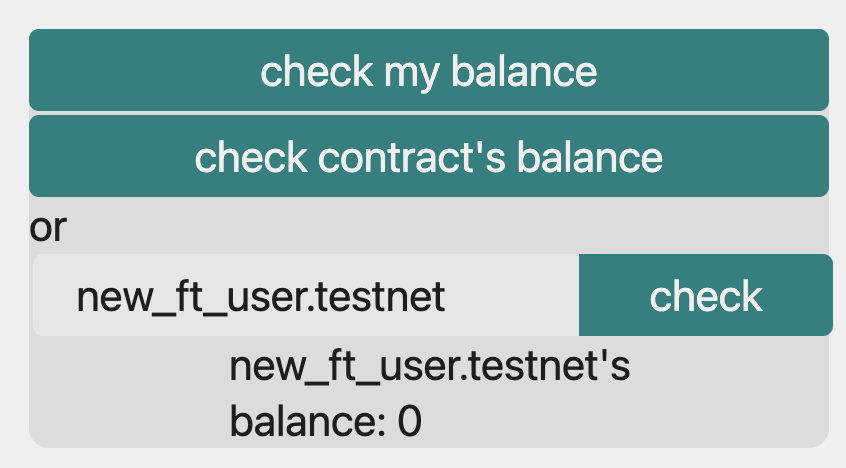 check my balance
check contract's balance
or
new_ft_user.testnet
check
new_ft_user.testnet's
balance: 0